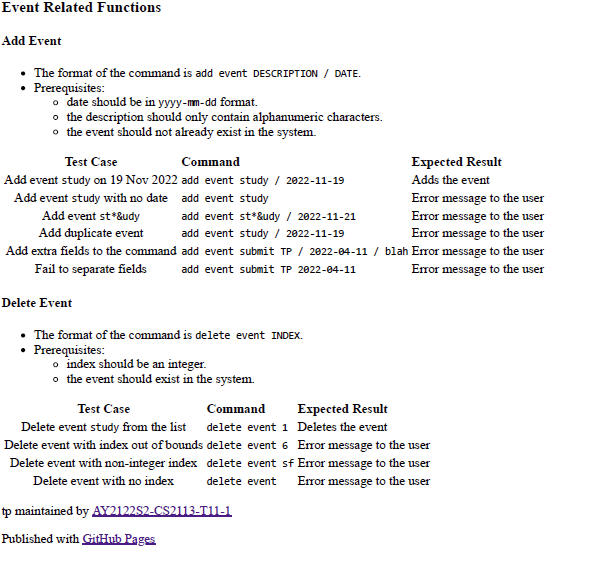 Event Related Functions
Add Event
The format of the command is add event DESCRIPTION / DATE.
Prerequisites:
date should be in yyyy-mm-dd format.
the description should only contain alphanumeric characters.
the event should not already exist in the system.
Test Case Command Expected Result
Add event study on 19 Nov 2022 add event study / 2022-11-19 Adds the event
Add event study with no date add event study Error message to the user
Add event st*&udy add event st*&udy / 2022-11-21 Error message to the user
Add duplicate event add event study / 2022-11-19 Error message to the user
Add extra fields to the command add event submit TP / 2022-04-11 / blah Error message to the user
Fail to separate fields add event submit TP 2022-04-11 Error message to the user
Delete Event
The format of the command is delete event INDEX.
Prerequisites:
index should be an integer.
the event should exist in the system.
Test Case Command Expected Result
Delete event study from the list delete event 1 Deletes the event
Delete event with index out of bounds delete event 6 Error message to the user
Delete event with non-integer index delete event sf Error message to the user
Delete event with no index delete event Error message to the user
tp maintained by AY2122S2-CS2113-T11-1
Published with GitHub Pages